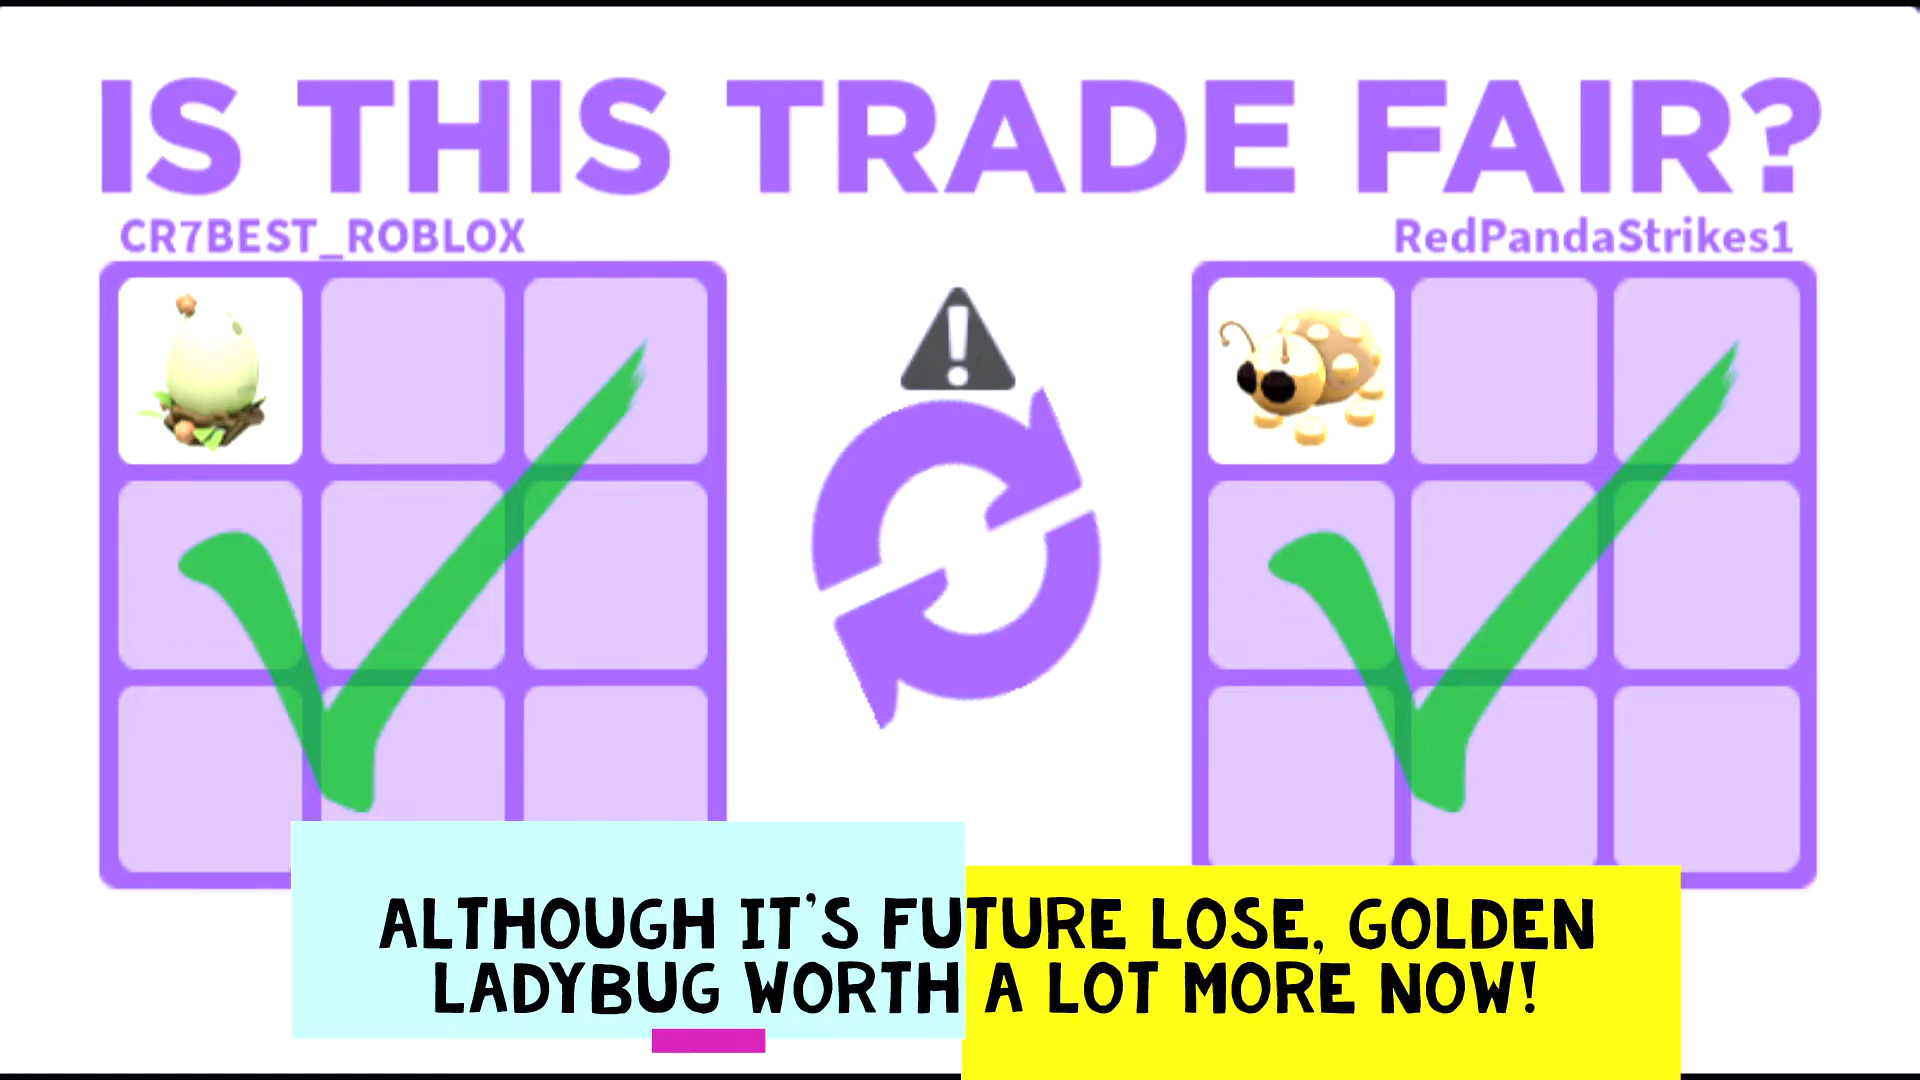 IS THIS TRADE FAIR?
CR7BEST_ROBLOX
RedPandaStrikes1
ALTHOUGH IT'S FUTURE LOSE, GOLDEN
LADYBUG WORTH A LOT MORE NOW!